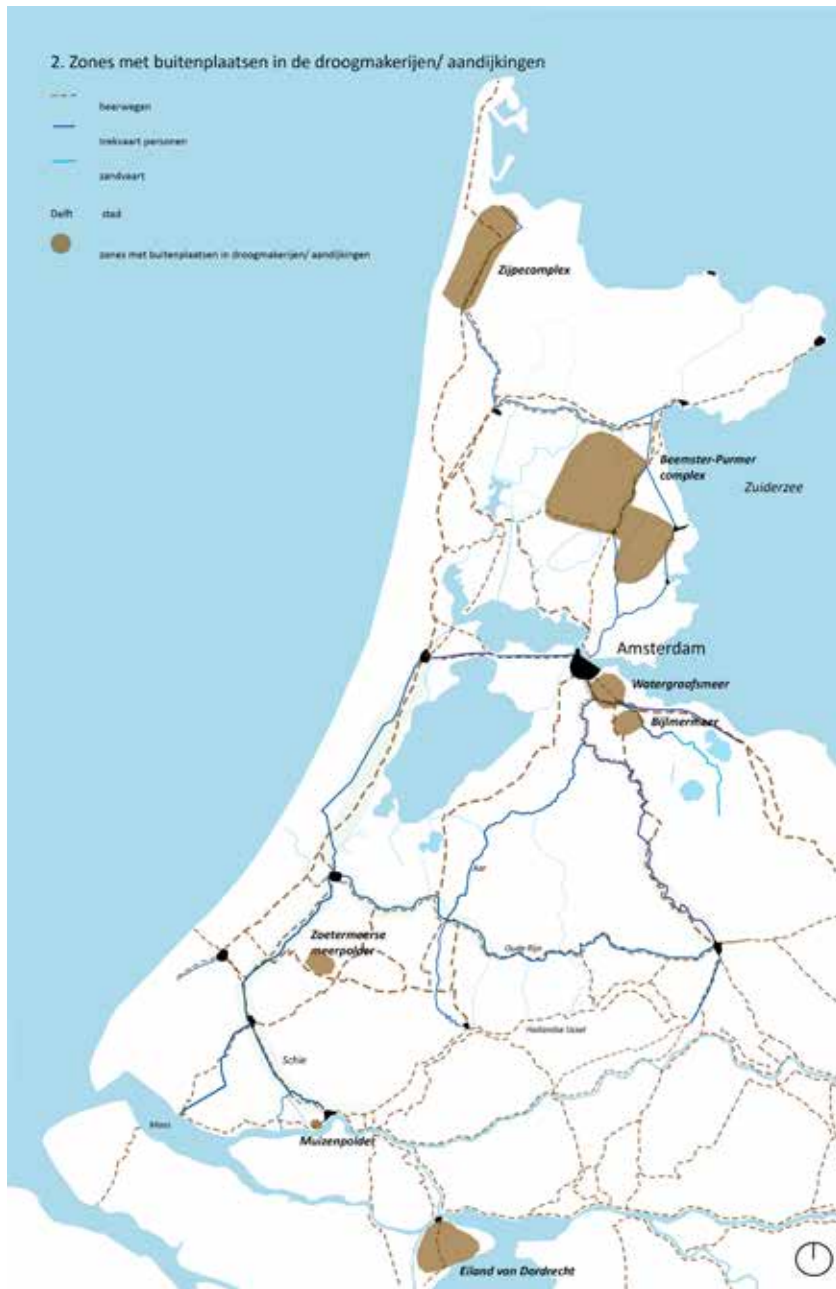 2. Zones met buitenplaatsen in de droogmakerijen/ aandijkingen
heerwegen
trekvaart personen
zandvaart
Delft stad
zones met buitenplaatsen in droogmakerijen/ aandijkingen
Zijpecomplex
Beemster-Purmer
complex
Zuiderzee
Amsterdam
Watergraafsmeer
Bijlmermeer
Aar
Zoetermeerse
meerpolder
Oude Rijn
Hollandse IJssel
Schie
Maas
Muizenpolder
Eiland van Dordrecht